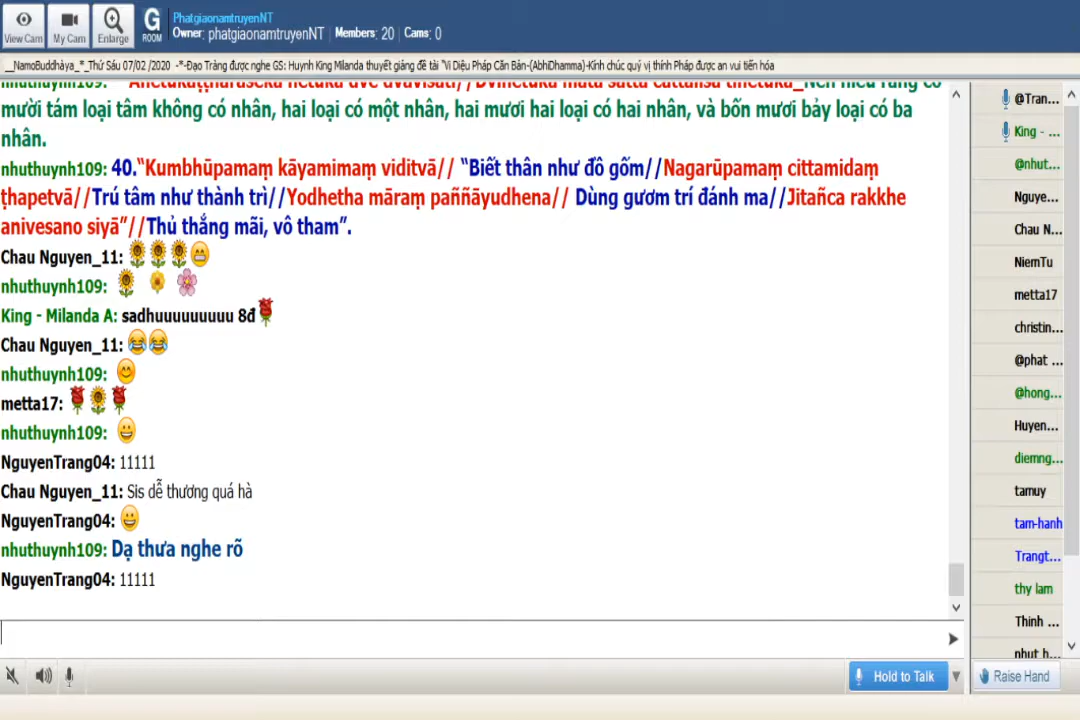 PhatgiaonamtruyenNT
Owner: phatgiaonamtruyenNT | Members: 20 | Cams: 0
View Cam My Cam Enlarge G ROOM
__NamoBuddhàya_*_Thứ Sáu 07/02 /2020 -*-Đạo Tràng được nghe GS: Huynh King Milanda thuyết giảng đề tài "Vi Diệu Pháp Căn Bản-(AbhiDhamma)-Kính chúc quý vị thính Pháp được an vui tiến hóa
mười tám loại tâm không có nhân, hai loại có một nhân, hai mươi hai loại có hai nhân, và bốn mươi bảy loại có ba
nhân.
nhuthuynh109: 40."Kumbhūpamaṃ kāyamimaṃ viditvā// "Biết thân như đồ gốm//Nagarūpamaṃ cittamidaṃ
ṭhapetvā//Trú tâm như thành trì//Yodhetha māraṃ paññāyudhena// Dùng gươm trí đánh ma//Jitañca rakkhe
anivesano siyā"//Thủ thắng mãi, vô tham".
Chau Nguyen_11:
nhuthuynh109:
King - Milanda A: sadhuuuuuuuuu 8đ
Chau Nguyen_11:
nhuthuynh109:
metta17:
nhuthuynh109:
NguyenTrang04: 11111
Chau Nguyen_11: Sis dễ thương quá hà
NguyenTrang04:
nhuthuynh109: Dạ thưa nghe rõ
NguyenTrang04: 11111
Hold to Talk
@Tran...
King - ...
@nhut...
Nguye...
Chau N...
NiemTu
metta17
christin...
@phat ...
@hong...
Huyen...
diemng...
tamuy
tam-hanh
Trangt...
thy lam
Thinh ...
nhut h...
Raise Hand